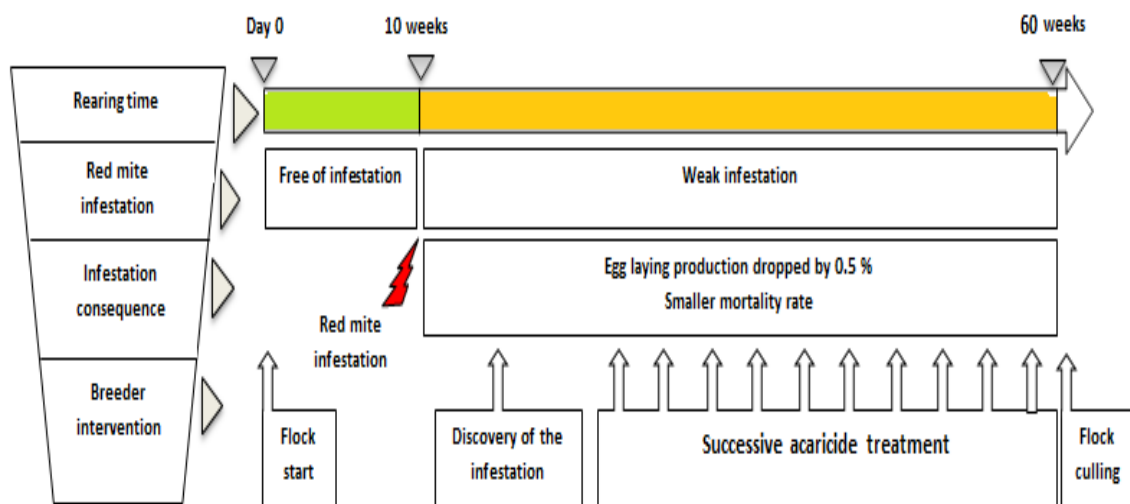 Day 0
10 weeks
60 weeks
Rearing time
Red mite
infestation
Free of infestation
Weak infestation
Infestation
consequence
Egg laying production dropped by 0.5 %
Smaller mortality rate
Red mite
infestation
Breeder
intervention
Flock
start
Discovery of the
infestation
Successive acaricide treatment
Flock
culling